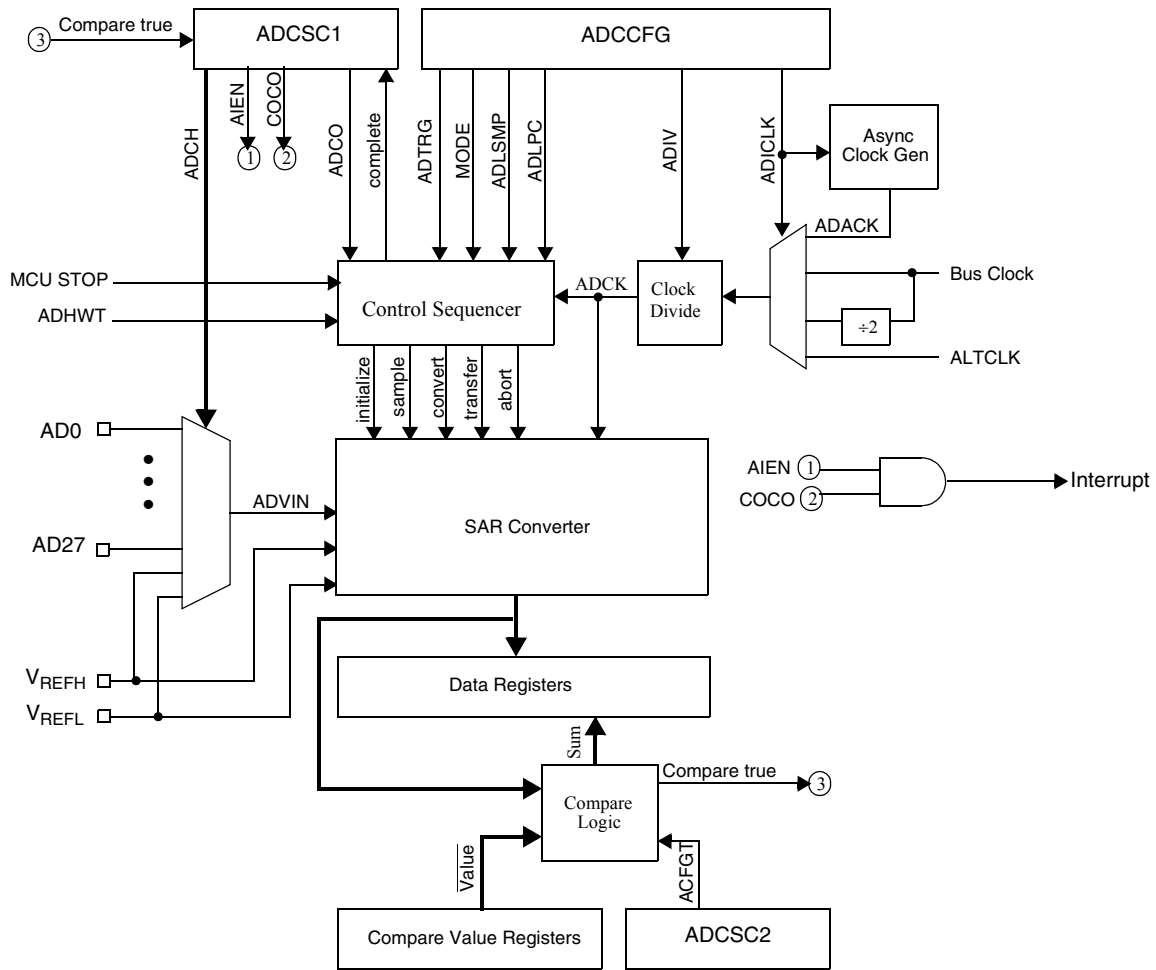 3
Compare true
ADCSC1
ADCCFG
ADCH
AIEN
COCO
ADCO
complete
ADTRG
MODE
ADLSMP
ADLPC
ADIV
ADICLK
Async
Clock Gen
1
2
ADACK
MCU STOP
ADHWT
Control Sequencer
ADCK
Clock
Divide
Bus Clock
÷2
ALTCLK
initialize
sample
convert
transfer
abort
AD0
AD27
ADVIN
SAR Converter
AIEN
1
COCO
2
Interrupt
VREFH
VREFL
Data Registers
Sum
Compare
Logic
Compare true
3
Value
ACFGT
Compare Value Registers
ADCSC2